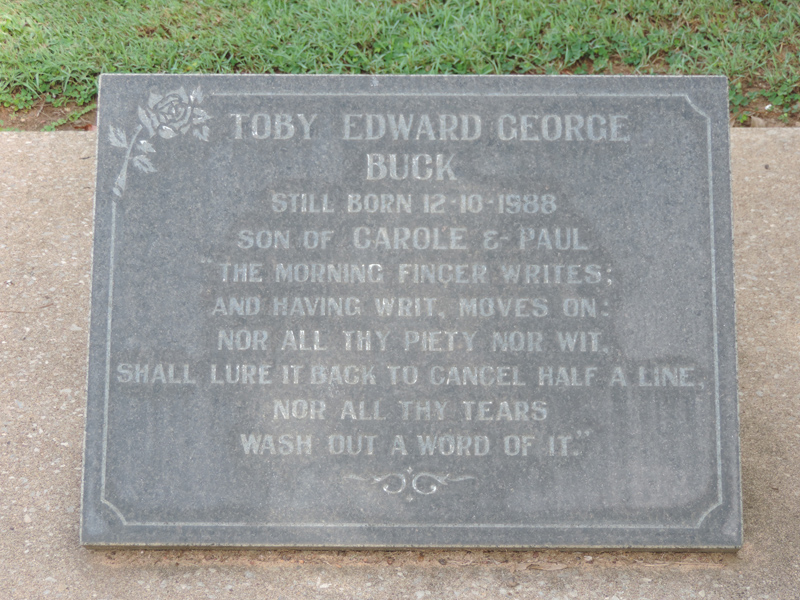 TOBY EDWARD GEORGE
BUCK
STILL BORN 12-10-1988
SON OF CAROLE & PAUL
"THE MORNING FINGER WRITES;
AND HAVING WRIT, MOVES ON:
NOR ALL THY PIETY NOR WIT,
SHALL LURE IT BACK TO CANCEL HALF A LINE,
NOR ALL THY TEARS
WASH OUT A WORD OF IT."